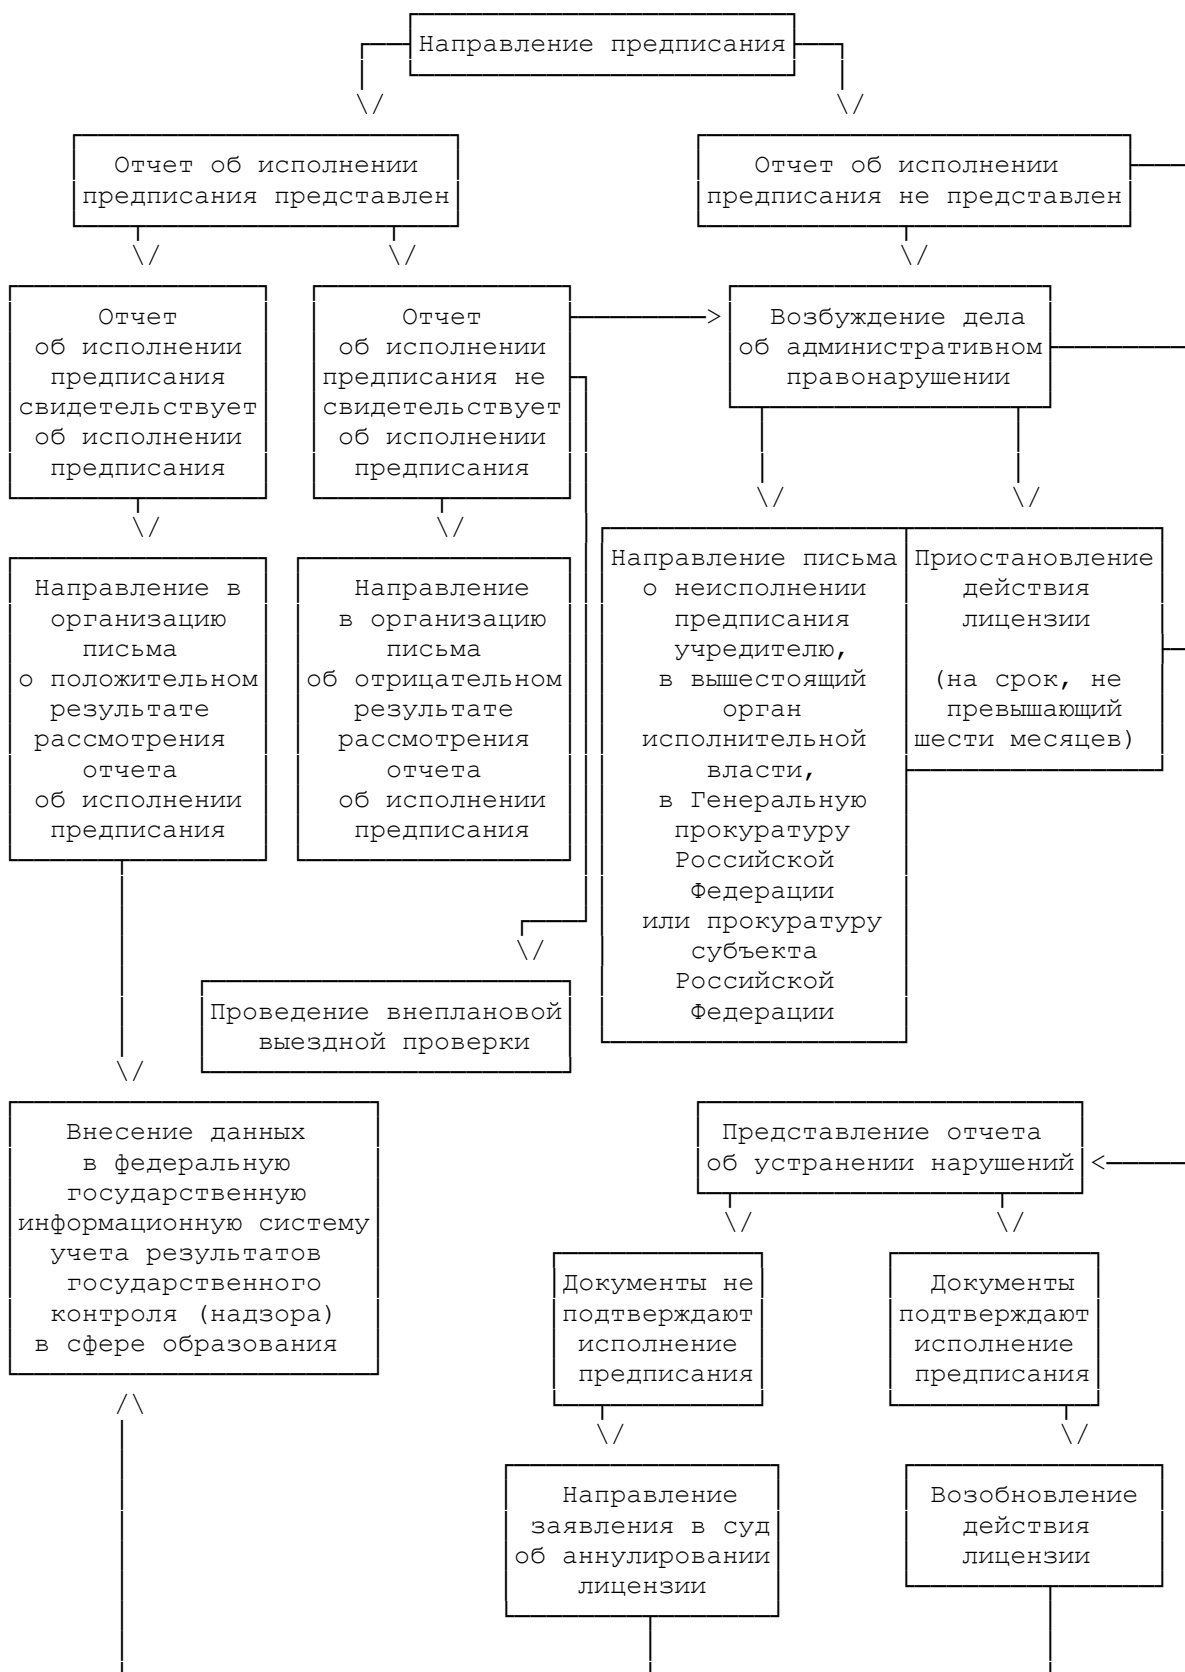 Направление предписания
Отчет об исполнении
предписания представлен
Отчет об исполнении
предписания не представлен
Отчет
об исполнении
предписания
свидетельствует
об исполнении
предписания
Отчет
об исполнении
предписания не
свидетельствует
об исполнении
предписания
Возбуждение дела
об административном
правонарушении
Направление в
организацию
письма
о положительном
результате
рассмотрения
отчета
об исполнении
предписания
Направление
в организацию
письма
об отрицательном
результате
рассмотрения
отчета
об исполнении
предписания
Направление письма
о неисполнении
предписания
учредителю,
в вышестоящий
орган
исполнительной
власти,
в Генеральную
прокуратуру
Российской
Федерации
или прокуратуру
субъекта
Российской
Федерации
Приостановление
действия
лицензии
(на срок, не
превышающий
шести месяцев)
Проведение внеплановой
выездной проверки
Внесение данных
в федеральную
государственную
информационную систему
учета результатов
государственного
контроля (надзора)
в сфере образования
Представление отчета
об устранении нарушений
Документы не
подтверждают
исполнение
предписания
Документы
подтверждают
исполнение
предписания
Направление
заявления в суд
об аннулировании
лицензии
Возобновление
действия
лицензии